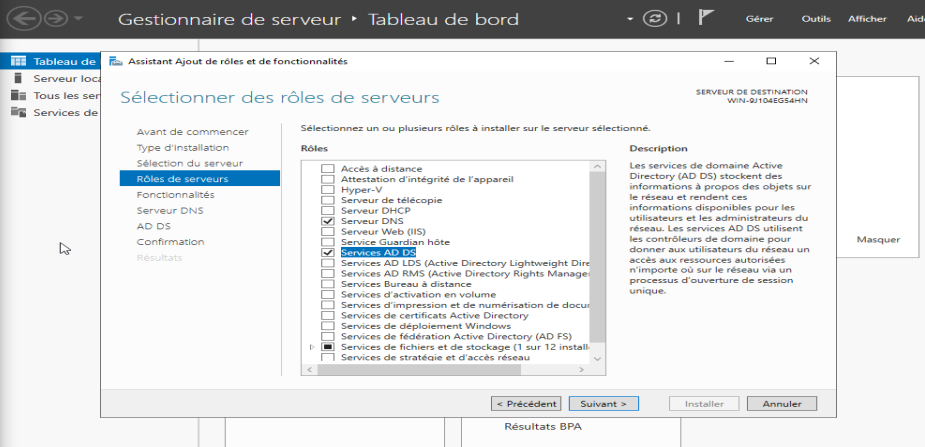 Gestionnaire de serveur ‣ Tableau de bord
Gérer Outils Afficher Aid
Tableau de
Serveur loca
Tous les ser
Services de
Assistant Ajout de rôles et de fonctionnalités
Sélectionner des rôles de serveurs
SERVEUR DE DESTINATION
WIN-9J104EG54HN
Avant de commencer
Type d'installation
Sélection du serveur
Rôles de serveurs
Fonctionnalités
Serveur DNS
AD DS
Confirmation
Résultats
Sélectionnez un ou plusieurs rôles à installer sur le serveur sélectionné.
Rôles
Accès à distance
Attestation d'intégrité de l'appareil
Hyper-V
Serveur de télécopie
Serveur DHCP
Serveur DNS
Serveur Web (IIS)
Service Guardian hôte
Services AD DS
Services AD LDS (Active Directory Lightweight Dire
Services AD RMS (Active Directory Rights Manage
Services Bureau à distance
Services d'activation en volume
Services d'impression et de numérisation de docu
Services de certificats Active Directory
Services de déploiement Windows
Services de fédération Active Directory (AD FS)
Services de fichiers et de stockage (1 sur 12 install
Services de stratégie et d'accès réseau
Description
Les services de domaine Active
Directory (AD DS) stockent des
informations à propos des objets sur
le réseau et rendent ces
informations disponibles pour les
utilisateurs et les administrateurs du
réseau. Les services AD DS utilisent
les contrôleurs de domaine pour
donner aux utilisateurs du réseau un
accès aux ressources autorisées
n'importe où sur le réseau via un
processus d'ouverture de session
unique.
Masquer
< Précédent Suivant > Installer Annuler
Résultats BPA